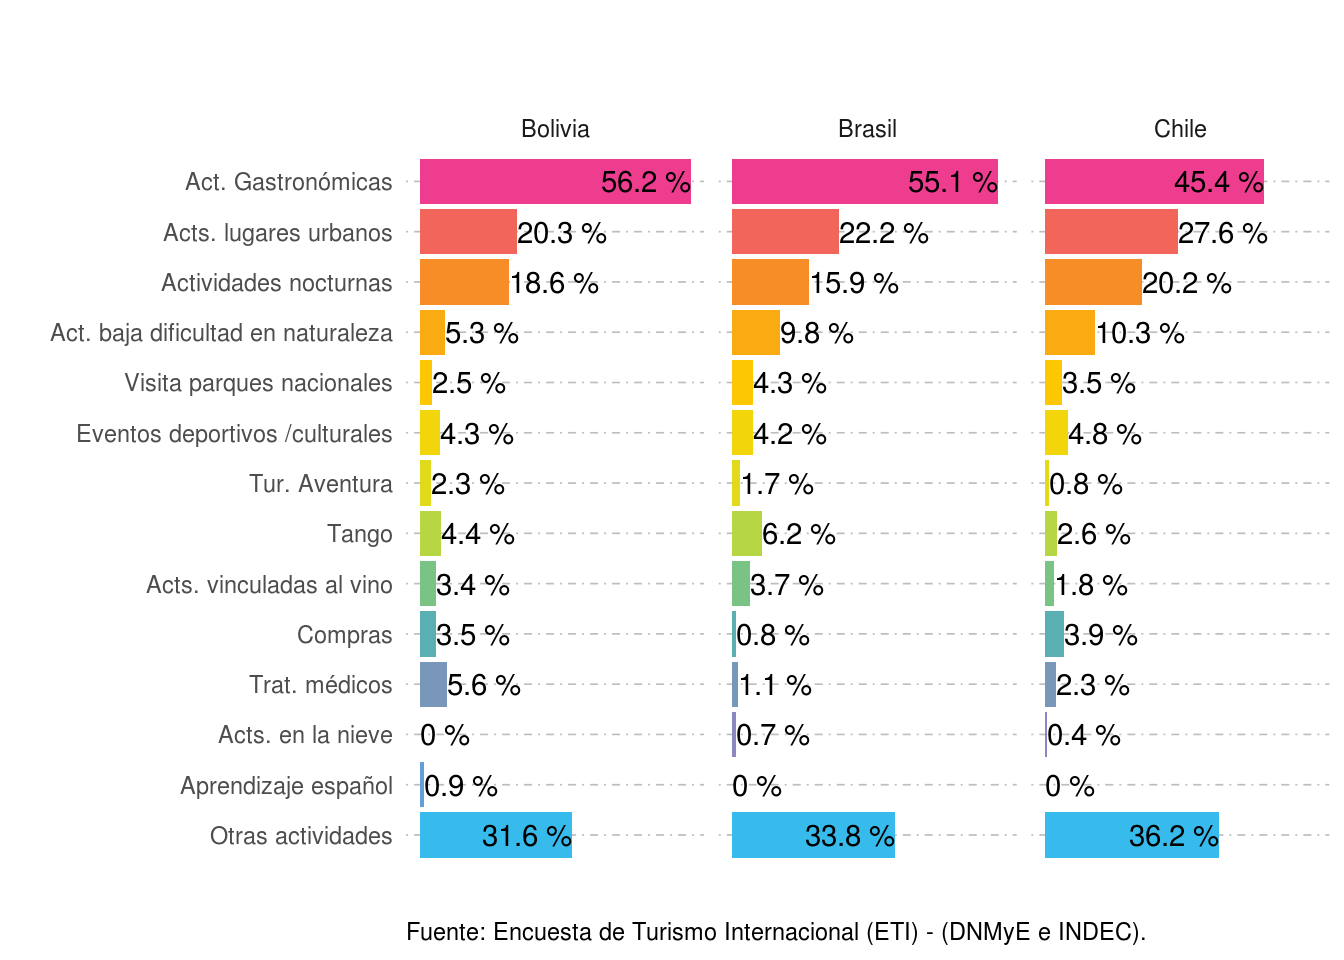 Bolivia Brasil Chile
Act. Gastronómicas 56.2 % 55.1 % 45.4 %
Acts. lugares urbanos 20.3 % 22.2 % 27.6 %
Actividades nocturnas 18.6 % 15.9 % 20.2 %
Act. baja dificultad en naturaleza 5.3 % 9.8 % 10.3 %
Visita parques nacionales 2.5 % 4.3 % 3.5 %
Eventos deportivos /culturales 4.3 % 4.2 % 4.8 %
Tur. Aventura 2.3 % 1.7 % 0.8 %
Tango 4.4 % 6.2 % 2.6 %
Acts. vinculadas al vino 3.4 % 3.7 % 1.8 %
Compras 3.5 % 0.8 % 3.9 %
Trat. médicos 5.6 % 1.1 % 2.3 %
Acts. en la nieve 0 % 0.7 % 0.4 %
Aprendizaje español 0.9 % 0 % 0 %
Otras actividades 31.6 % 33.8 % 36.2 %
Fuente: Encuesta de Turismo Internacional (ETI) - (DNMyE e INDEC).